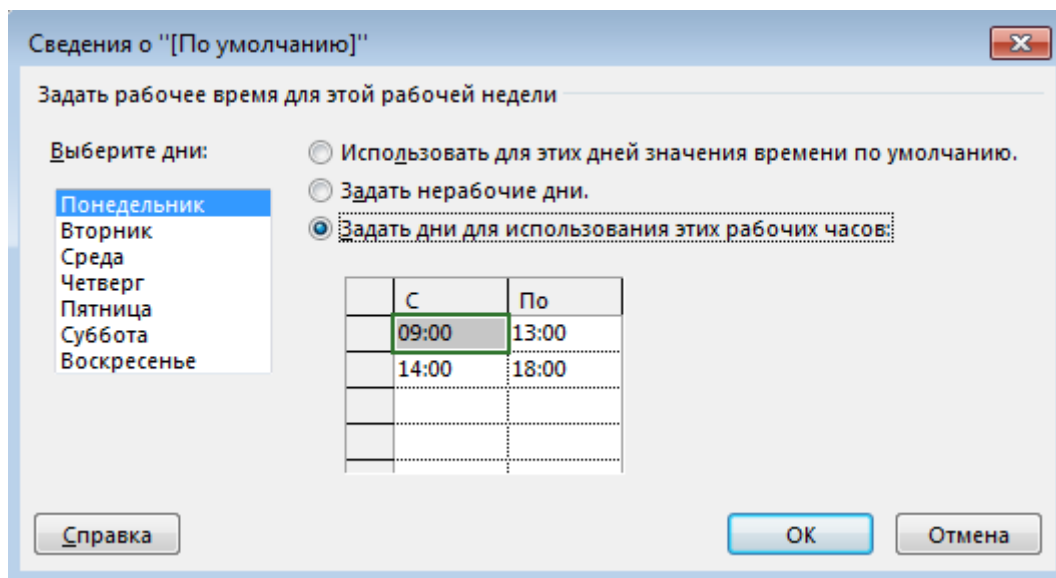 Сведения о "[По умолчанию]"
Задать рабочее время для этой рабочей недели
Выберите дни:
Использовать для этих дней значения времени по умолчанию.
Задать нерабочие дни.
Задать дни для использования этих рабочих часов:
Понедельник
Вторник
Среда
Четверг
Пятница
Суббота
Воскресенье
С По
09:00 13:00
14:00 18:00
Справка
ОК
Отмена